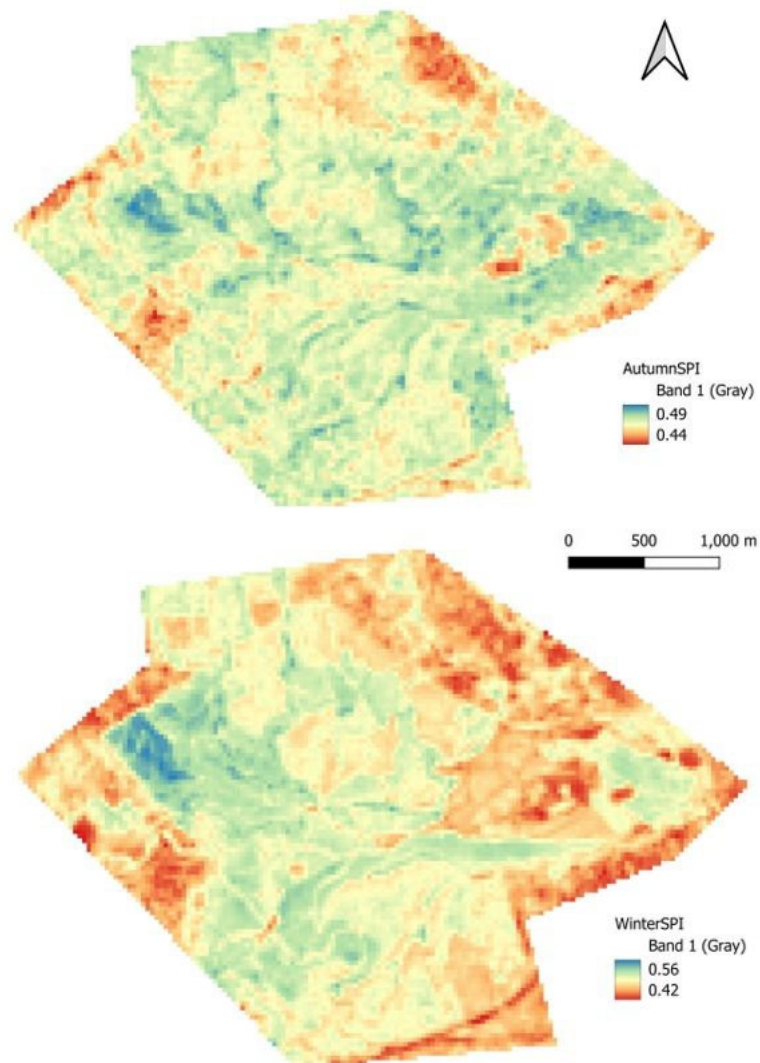 AutumnSPI
Band 1 (Gray)
0.49
0.44
0 500 1,000 m
WinterSPI
Band 1 (Gray)
0.56
0.42